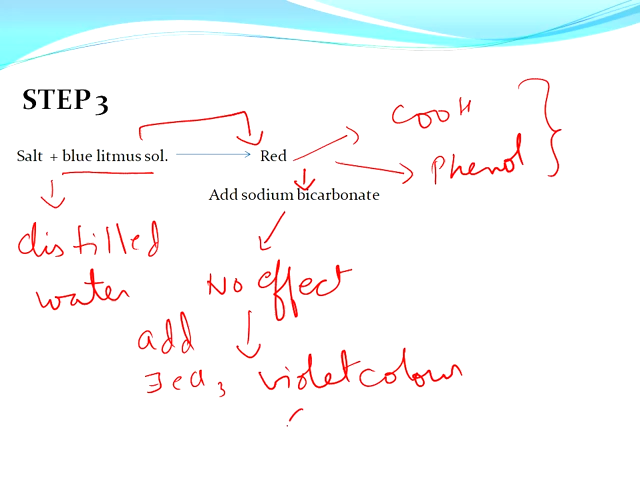 STEP 3
COOH
Salt + blue litmus sol. Red
Phenol
Add sodium bicarbonate
distilled
water
No effect
add
violet colour